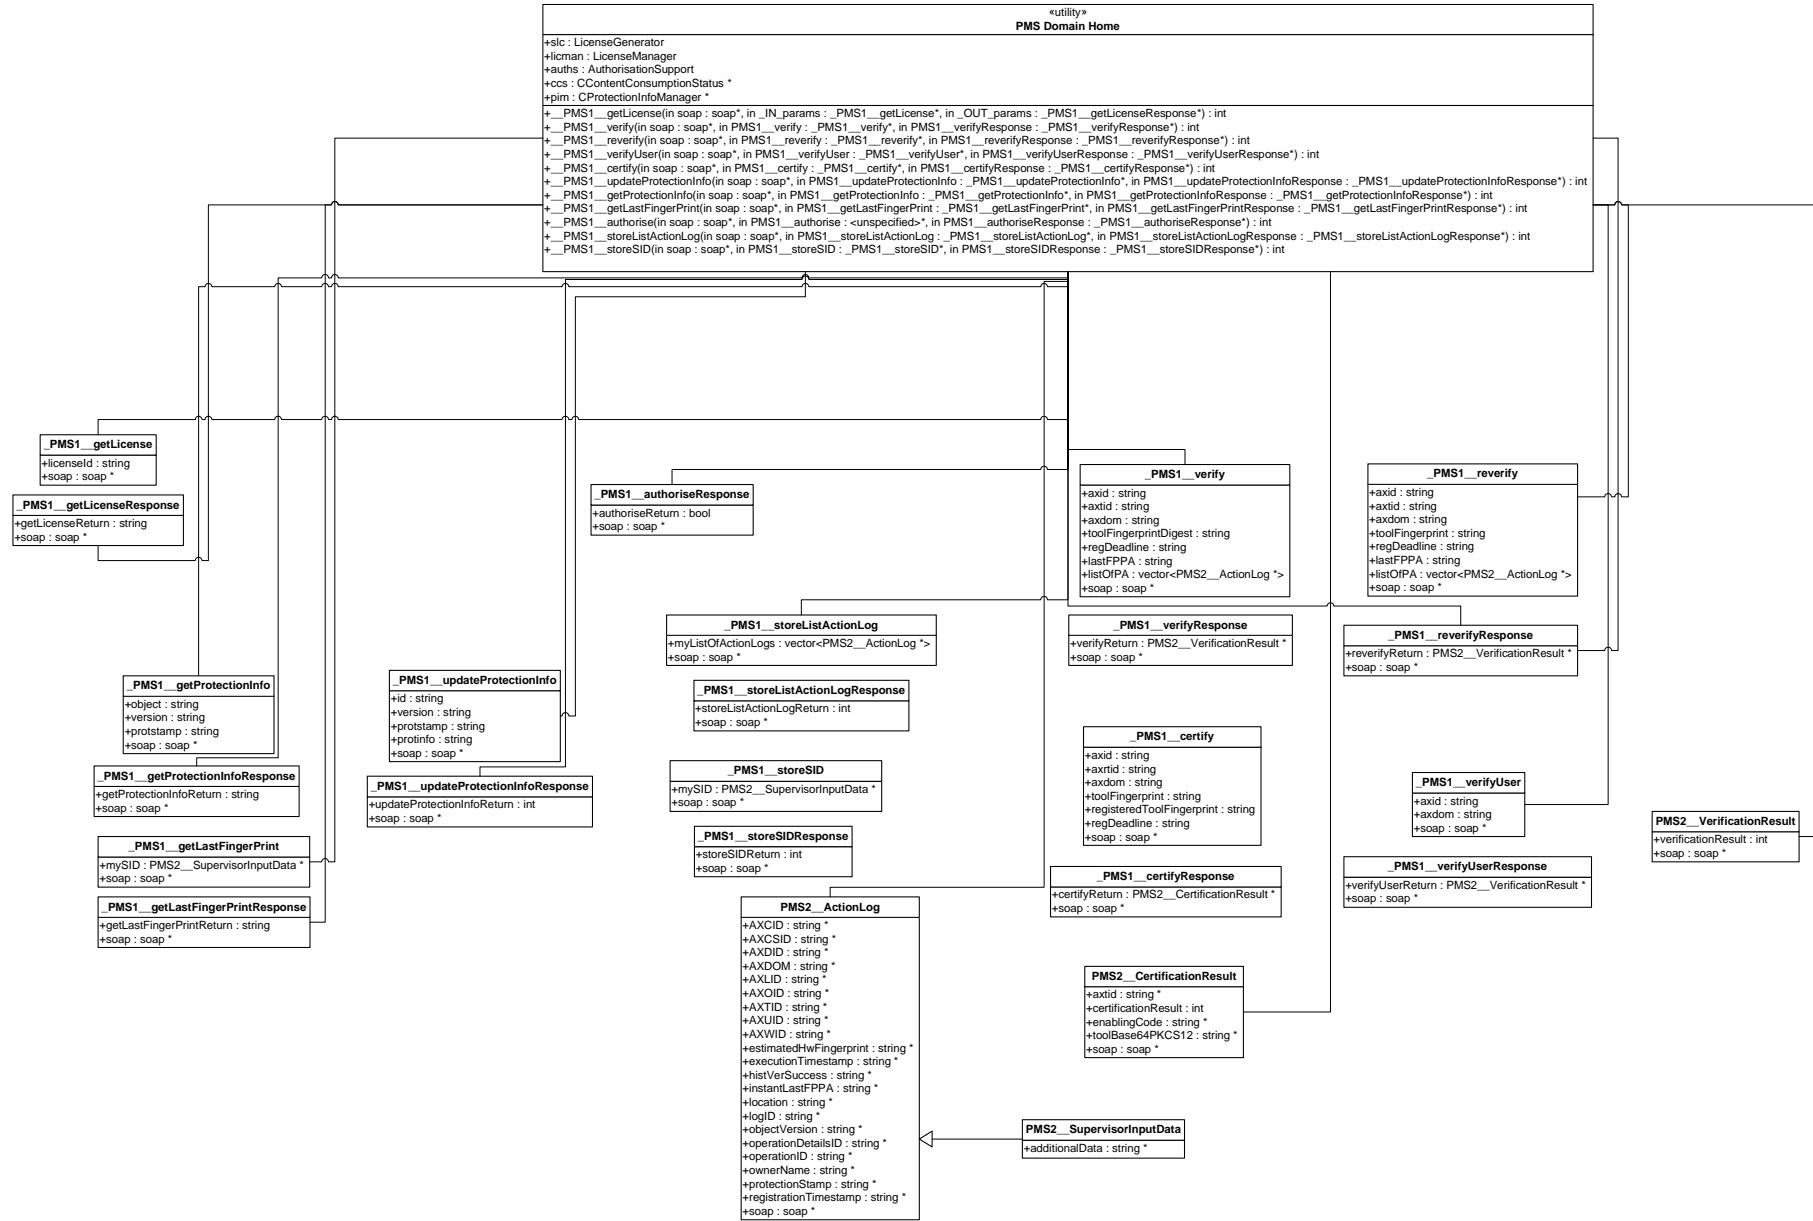 «utility»
PMS Domain Home
+slc : LicenseGenerator
+licman : LicenseManager
+auths : AuthorisationSupport
+ccs : CContentConsumptionStatus *
+pim : CProtectionInfoManager *
+__PMS1__getLicense(in soap : soap*, in _IN_params : _PMS1__getLicense*, in _OUT_params : _PMS1__getLicenseResponse*) : int
+__PMS1__verify(in soap : soap*, in PMS1__verify : _PMS1__verify*, in PMS1__verifyResponse : _PMS1__verifyResponse*) : int
+__PMS1__reverify(in soap : soap*, in PMS1__reverify : _PMS1__reverify*, in PMS1__reverifyResponse : _PMS1__reverifyResponse*) : int
+__PMS1__verifyUser(in soap : soap*, in PMS1__verifyUser : _PMS1__verifyUser*, in PMS1__verifyUserResponse : _PMS1__verifyUserResponse*) : int
+__PMS1__certify(in soap : soap*, in PMS1__certify : _PMS1__certify*, in PMS1__certifyResponse : _PMS1__certifyResponse*) : int
+__PMS1__updateProtectionInfo(in soap : soap*, in PMS1__updateProtectionInfo : _PMS1__updateProtectionInfo*, in PMS1__updateProtectionInfoResponse : _PMS1__updateProtectionInfoResponse*) : int
+__PMS1__getProtectionInfo(in soap : soap*, in PMS1__getProtectionInfo : _PMS1__getProtectionInfo*, in PMS1__getProtectionInfoResponse : _PMS1__getProtectionInfoResponse*) : int
+__PMS1__getLastFingerPrint(in soap : soap*, in PMS1__getLastFingerPrint : _PMS1__getLastFingerPrint*, in PMS1__getLastFingerPrintResponse : _PMS1__getLastFingerPrintResponse*) : int
+__PMS1__authorise(in soap : soap*, in PMS1__authorise : <unspecified>*, in PMS1__authoriseResponse : _PMS1__authoriseResponse*) : int
+__PMS1__storeListActionLog(in soap : soap*, in PMS1__storeListActionLog : _PMS1__storeListActionLog*, in PMS1__storeListActionLogResponse : _PMS1__storeListActionLogResponse*) : int
+__PMS1__storeSID(in soap : soap*, in PMS1__storeSID : _PMS1__storeSID*, in PMS1__storeSIDResponse : _PMS1__storeSIDResponse*) : int
_PMS1__getLicense
+licenseId : string
+soap : soap *
_PMS1__getLicenseResponse
+getLicenseReturn : string
+soap : soap *
_PMS1__authoriseResponse
+authoriseReturn : bool
+soap : soap *
_PMS1__verify
+axid : string
+axtid : string
+axdom : string
+toolFingerprintDigest : string
+regDeadline : string
+lastFPPA : string
+listOfPA : vector<PMS2__ActionLog *>
+soap : soap *
_PMS1__reverify
+axid : string
+axtid : string
+axdom : string
+toolFingerprint : string
+regDeadline : string
+lastFPPA : string
+listOfPA : vector<PMS2__ActionLog *>
+soap : soap *
_PMS1__storeListActionLog
+myListOfActionLogs : vector<PMS2__ActionLog *>
+soap : soap *
_PMS1__verifyResponse
+verifyReturn : PMS2__VerificationResult *
+soap : soap *
_PMS1__reverifyResponse
+reverifyReturn : PMS2__VerificationResult *
+soap : soap *
_PMS1__getProtectionInfo
+object : string
+version : string
+protstamp : string
+soap : soap *
_PMS1__updateProtectionInfo
+id : string
+version : string
+protstamp : string
+protinfo : string
+soap : soap *
_PMS1__storeListActionLogResponse
+storeListActionLogReturn : int
+soap : soap *
_PMS1__certify
+axid : string
+axrtid : string
+axdom : string
+toolFingerprint : string
+registeredToolFingerprint : string
+regDeadline : string
+soap : soap *
_PMS1__getProtectionInfoResponse
+getProtectionInfoReturn : string
+soap : soap *
_PMS1__updateProtectionInfoResponse
+updateProtectionInfoReturn : int
+soap : soap *
_PMS1__storeSID
+mySID : PMS2__SupervisorInputData *
+soap : soap *
_PMS1__verifyUser
+axid : string
+axdom : string
+soap : soap *
PMS2__VerificationResult
+verificationResult : int
+soap : soap *
_PMS1__getLastFingerPrint
+mySID : PMS2__SupervisorInputData *
+soap : soap *
_PMS1__storeSIDResponse
+storeSIDReturn : int
+soap : soap *
_PMS1__certifyResponse
+certifyReturn : PMS2__CertificationResult *
+soap : soap *
_PMS1__verifyUserResponse
+verifyUserReturn : PMS2__VerificationResult *
+soap : soap *
_PMS1__getLastFingerPrintResponse
+getLastFingerPrintReturn : string
+soap : soap *
PMS2__ActionLog
+AXCID : string *
+AXCSID : string *
+AXDID : string *
+AXDOM : string *
+AXLID : string *
+AXOID : string *
+AXTID : string *
+AXUID : string *
+AXWID : string *
+estimatedHwFingerprint : string *
+executionTimestamp : string *
+histVerSuccess : string *
+instantLastFPPA : string *
+location : string *
+logID : string *
+objectVersion : string *
+operationDetailsID : string *
+operationID : string *
+ownerName : string *
+protectionStamp : string *
+registrationTimestamp : string *
+soap : soap *
PMS2__CertificationResult
+axtid : string *
+certificationResult : int
+enablingCode : string *
+toolBase64PKCS12 : string *
+soap : soap *
PMS2__SupervisorInputData
+additionalData : string *